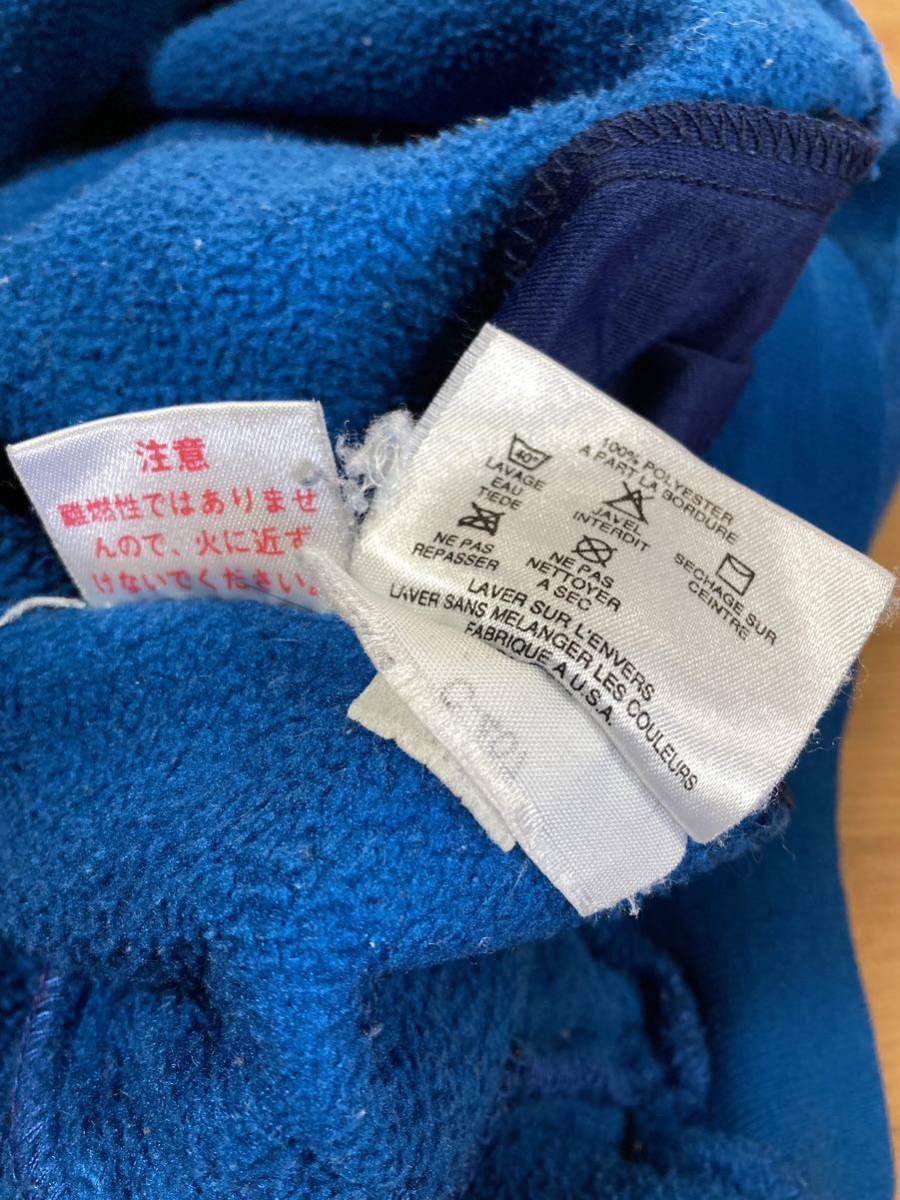 注意
難燃性ではありませ
んので、火に近ず
けないでください。
100% POLYESTER
A PART LA BORDURE
40°
LAVAGE
EAU
TIEDE
JAVEL
INTERDIT
SECHAGE SUR
CEINTRE
NE PAS
REPASSER
NE PAS
NETTOYER
A SEC
LAVER SUR L'ENVERS
LAVER SANS MELANGER LES COULEURS
FABRIQUE A U.S.A.